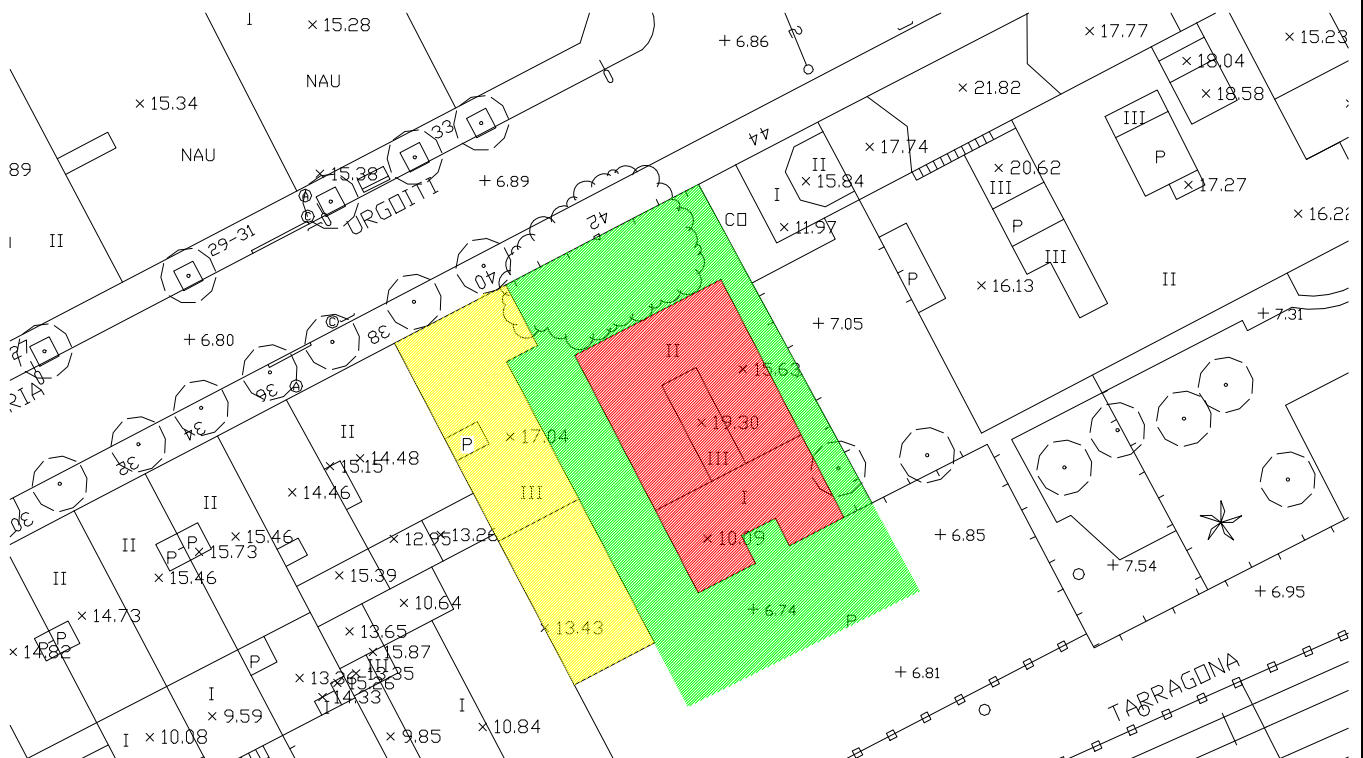 I
× 15.28
+ 6.86
2
× 17.77
× 15.23
NAU
× 15.34
× 21.82
× 18.04
× 18.58
NAU
33
44
III
P
89
× 15.38
+ 6.89
II
× 17.74
× 20.62
III
× 15.84
I
× 17.27
URGOITI
42
CO
× 11.97
P
× 16.22
I
II
29-31
III
40
P
× 16.13
II
+ 6.80
38
C
+ 7.05
+ 7.31
27
RIA
36
A
II
× 15.63
34
II
P
× 17.04
× 19.30
32
× 15.15
× 14.48
III
II
× 14.46
III
I
30
II
× 15.46
× 12.95
× 13.26
× 10.09
+ 6.85
P
P
× 15.73
II
× 15.46
× 15.39
+ 7.54
× 10.64
+ 6.74
P
+ 6.95
× 14.73
× 13.65
× 13.43
P
P
× 14.82
P
× 15.87
III
+ 6.81
TARRAGONA
I
× 14.33
I
× 9.59
I
× 10.84
I
× 10.08
× 9.85